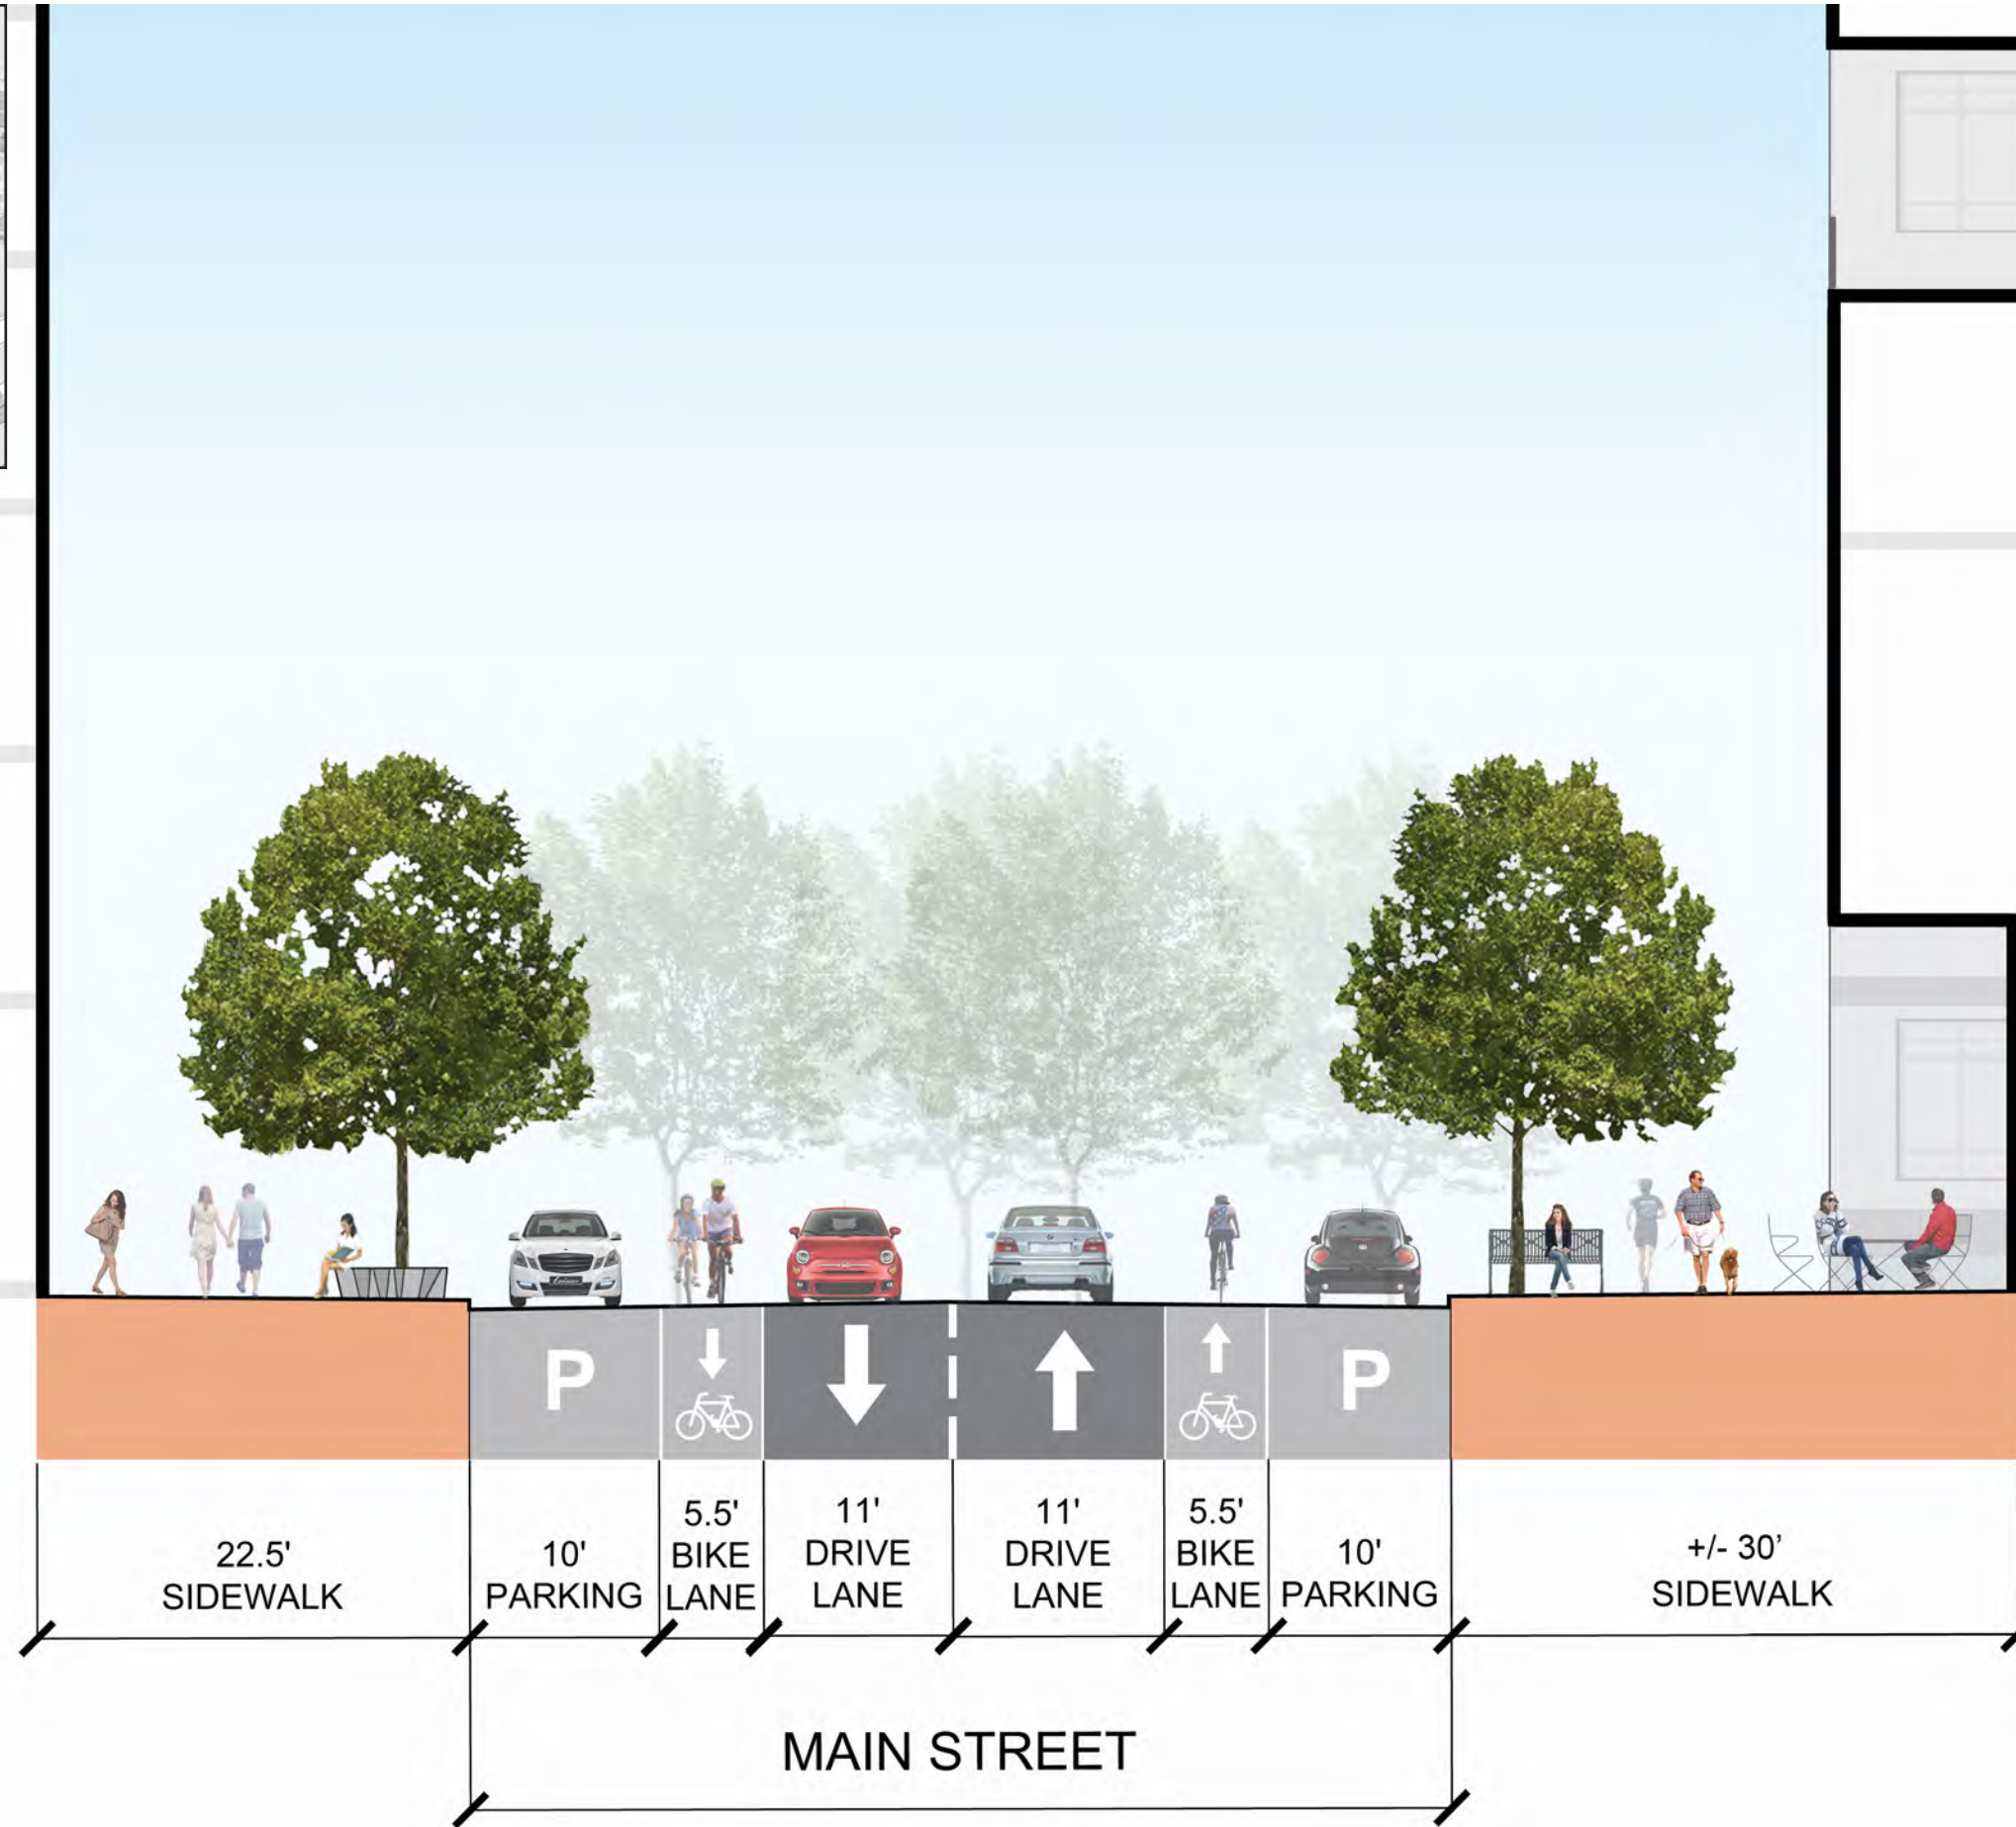 P
P
22.5'
SIDEWALK
10'
PARKING
5.5'
BIKE
LANE
11'
DRIVE
LANE
11'
DRIVE
LANE
5.5'
BIKE
LANE
10'
PARKING
+/- 30’
SIDEWALK
MAIN STREET